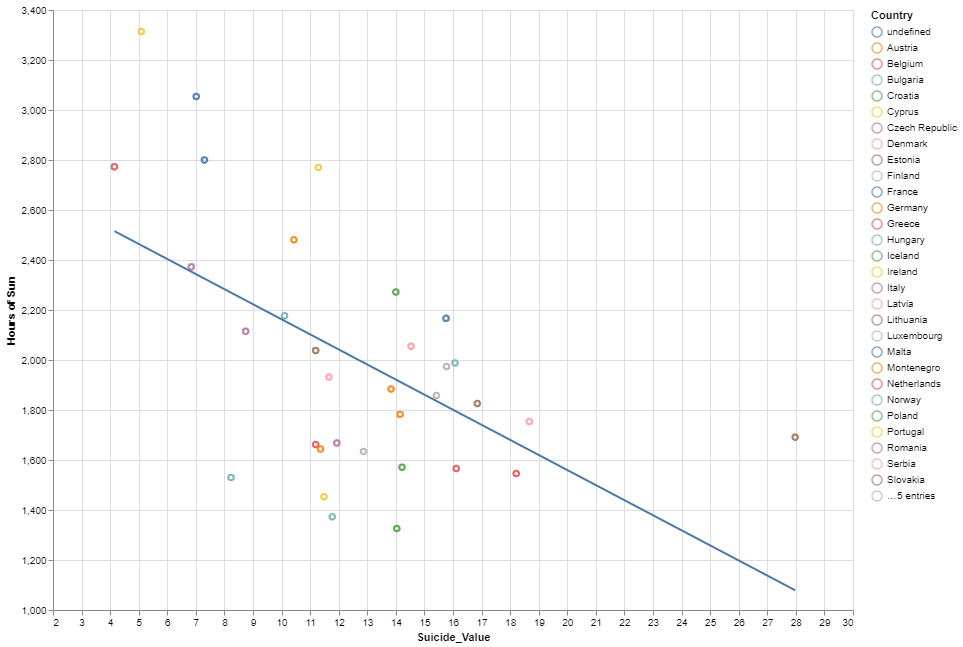 3,400
3,200
3,000
2,800
2,600
2,400
2,200
2,000
1,800
1,600
1,400
1,200
1,000
Hours of Sun
2 3 4 5 6 7 8 9 10 11 12 13 14 15 16 17 18 19 20 21 22 23 24 25 26 27 28 29 30
Suicide_Value
Country
undefined
Austria
Belgium
Bulgaria
Croatia
Cyprus
Czech Republic
Denmark
Estonia
Finland
France
Germany
Greece
Hungary
Iceland
Ireland
Italy
Latvia
Lithuania
Luxembourg
Malta
Montenegro
Netherlands
Norway
Poland
Portugal
Romania
Serbia
Slovakia
…5 entries